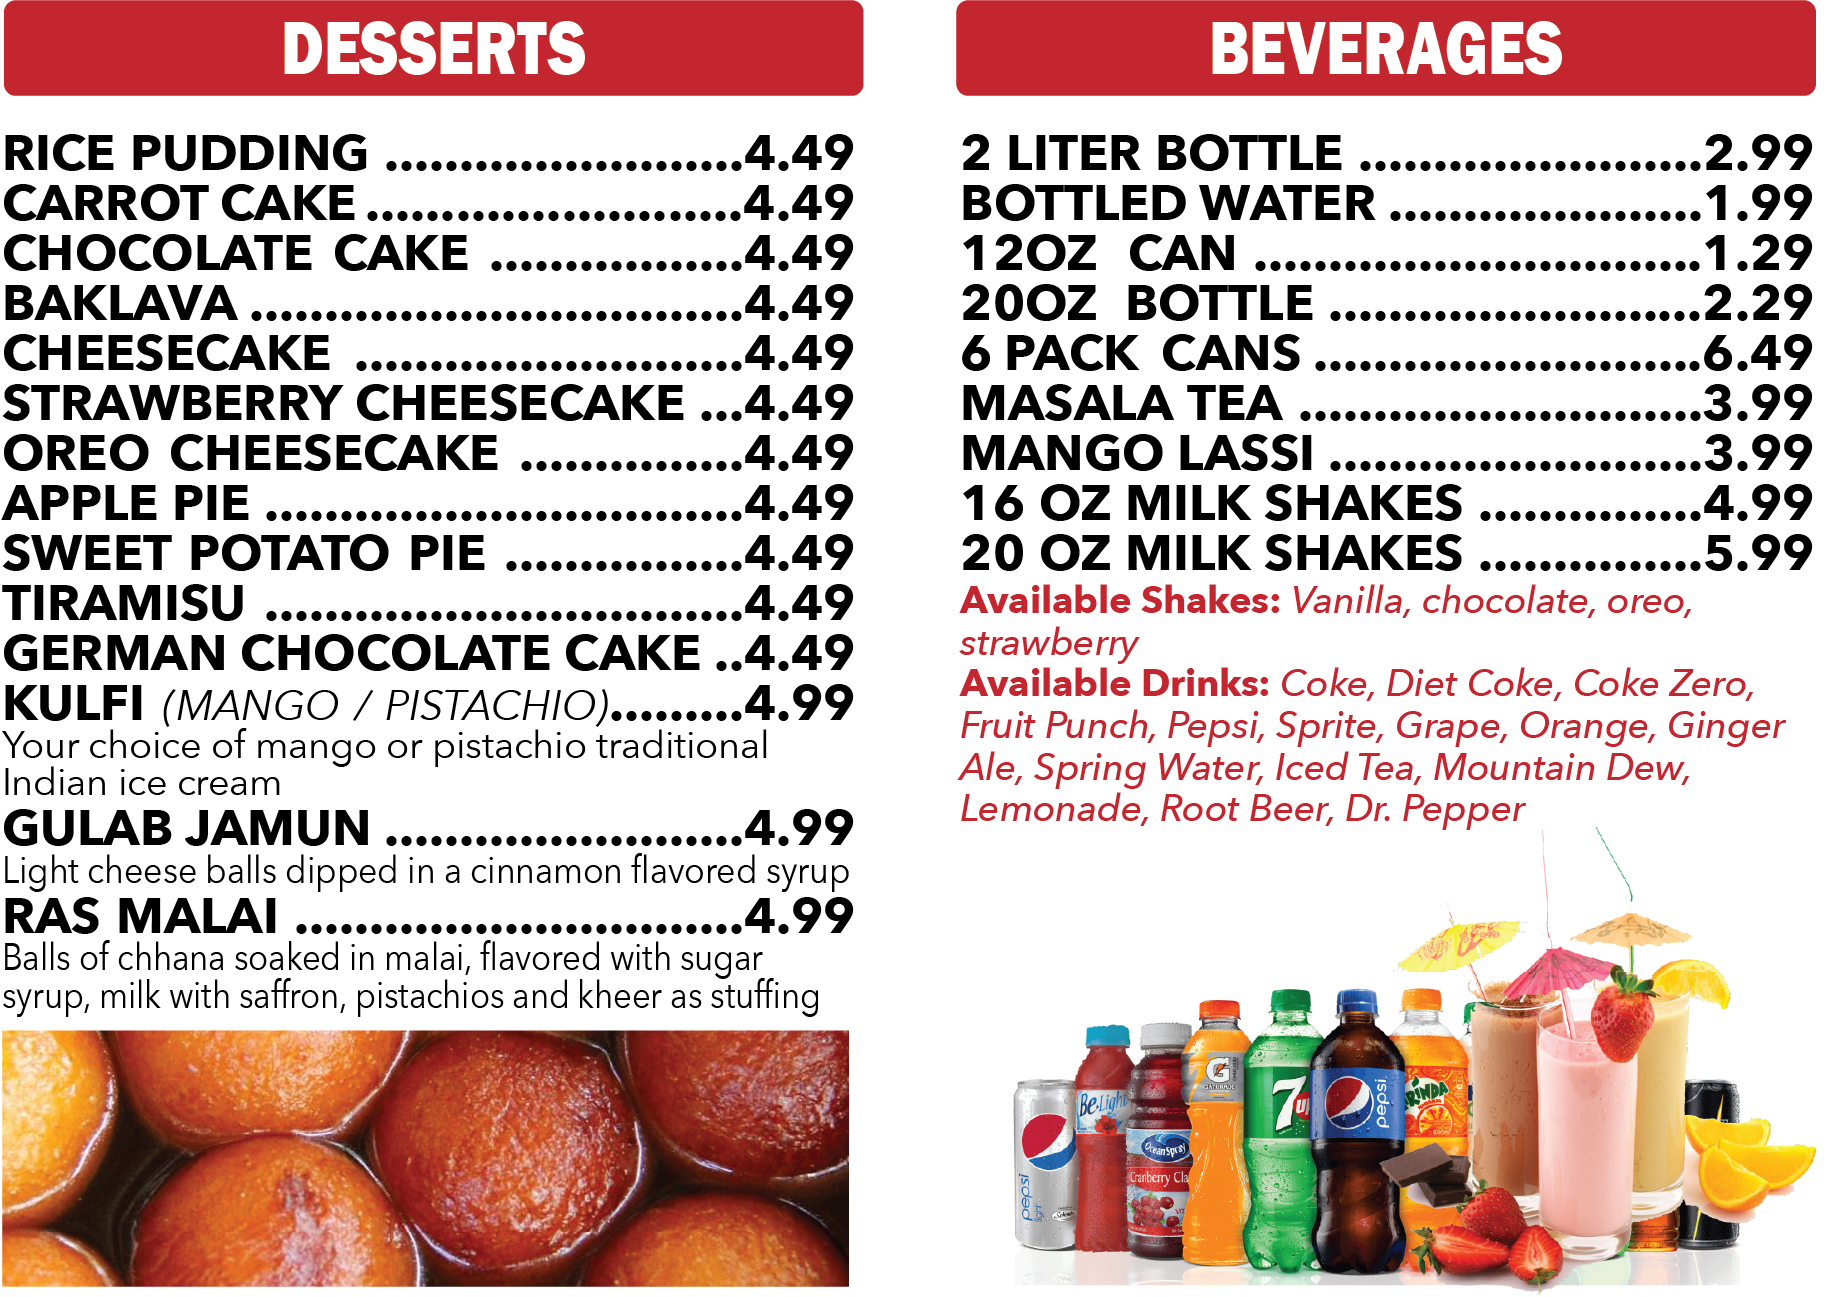 DESSERTS
RICE PUDDING ........................4.49
CARROT CAKE .........................4.49
CHOCOLATE CAKE .................4.49
BAKLAVA .................................4.49
CHEESECAKE ..........................4.49
STRAWBERRY CHEESECAKE ...4.49
OREO CHEESECAKE ...............4.49
APPLE PIE ................................4.49
SWEET POTATO PIE ................4.49
TIRAMISU ................................4.49
GERMAN CHOCOLATE CAKE ..4.49
KULFI (MANGO / PISTACHIO).........4.99
Your choice of mango or pistachio traditional
Indian ice cream
GULAB JAMUN ........................4.99
Light cheese balls dipped in a cinnamon flavored syrup
RAS MALAI ..............................4.99
Balls of chhana soaked in malai, flavored with sugar
syrup, milk with saffron, pistachios and kheer as stuffing
BEVERAGES
2 LITER BOTTLE .......................2.99
BOTTLED WATER .....................1.99
12OZ CAN ..............................1.29
20OZ BOTTLE .........................2.29
6 PACK CANS ..........................6.49
MASALA TEA ...........................3.99
MANGO LASSI .........................3.99
16 OZ MILK SHAKES ...............4.99
20 OZ MILK SHAKES ...............5.99
Available Shakes: Vanilla, chocolate, oreo,
strawberry
Available Drinks: Coke, Diet Coke, Coke Zero,
Fruit Punch, Pepsi, Sprite, Grape, Orange, Ginger
Ale, Spring Water, Iced Tea, Mountain Dew,
Lemonade, Root Beer, Dr. Pepper
pepsi
light
Be-Light
OceanSpray
Cranberry Cla
G
GATORADE
7up
pepsi
RINDA